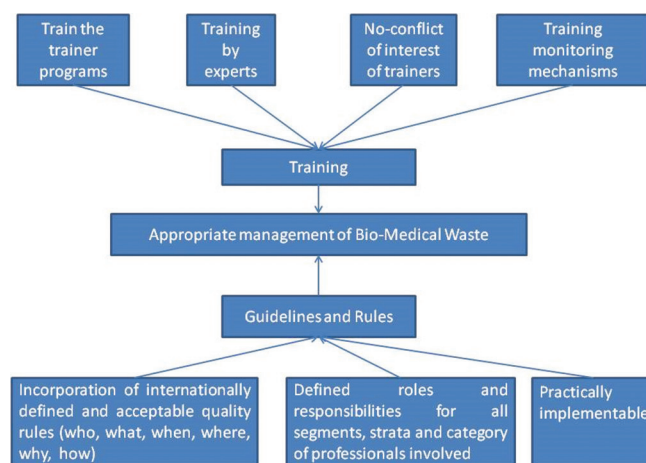 Train the
trainer
programs
Training
by
experts
No-conflict
of interest
of trainers
Training
monitoring
mechanisms
Training
Appropriate management of Bio-Medical Waste
Guidelines and Rules
Incorporation of internationally
defined and acceptable quality
rules (who, what, when, where,
why, how)
Defined roles and
responsibilities for all
segments, strata and category
of professionals involved
Practically
implementable